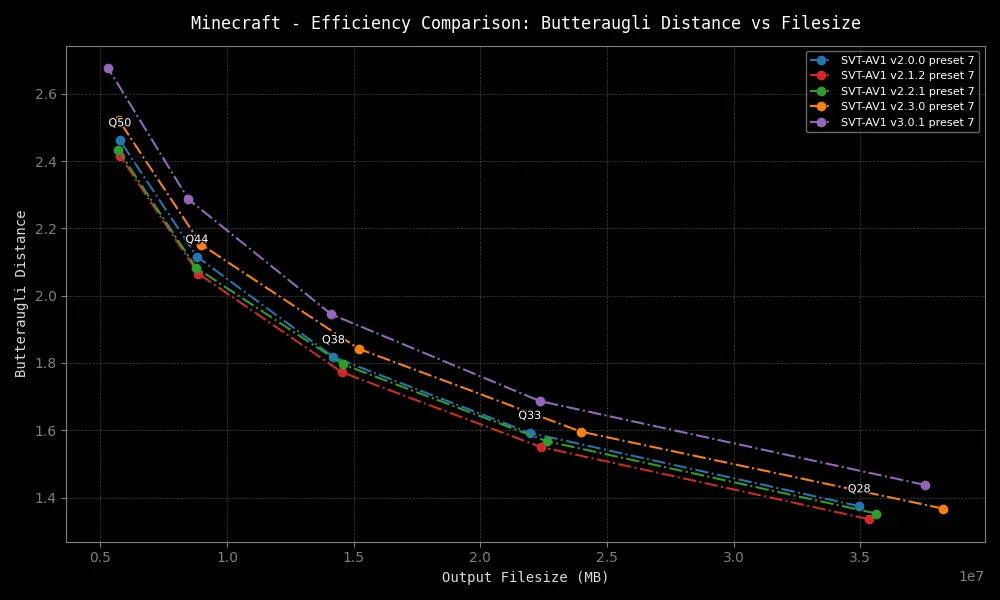 Minecraft - Efficiency Comparison: Butteraugli Distance vs Filesize
SVT-AV1 v2.0.0 preset 7
SVT-AV1 v2.1.2 preset 7
SVT-AV1 v2.2.1 preset 7
SVT-AV1 v2.3.0 preset 7
SVT-AV1 v3.0.1 preset 7
Butteraugli Distance
2.6
2.4
2.2
2.0
1.8
1.6
1.4
Q50
Q44
Q38
Q33
Q28
0.5 1.0 1.5 2.0 2.5 3.0 3.5
1e7
Output Filesize (MB)